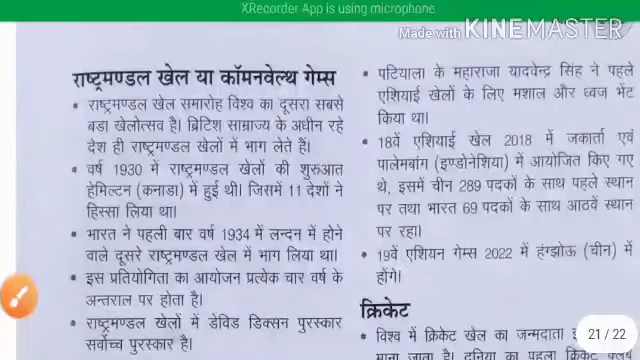 XRecorder App is using microphone
Made with KINEMASTER
राष्ट्रमण्डल खेल या कॉमनवेल्थ गेम्स
• राष्ट्रमण्डल खेल समारोह विश्व का दूसरा सबसे
बड़ा खेलोत्सव है। ब्रिटिश साम्राज्य के अधीन रहे
देश ही राष्ट्रमण्डल खेलों में भाग लेते हैं।
• वर्ष 1930 में राष्ट्रमण्डल खेलों की शुरुआत
हेमिल्टन (कनाडा) में हुई थी। जिसमें 11 देशों ने
हिस्सा लिया था।
• भारत ने पहली बार वर्ष 1934 में लन्दन में होने
वाले दूसरे राष्ट्रमण्डल खेल में भाग लिया था।
• इस प्रतियोगिता का आयोजन प्रत्येक चार वर्ष के
अन्तराल पर होता है।
• राष्ट्रमण्डल खेलों में डेविड डिक्सन पुरस्कार
सर्वोच्च पुरस्कार है।
• पटियाला के महाराजा यादवेन्द्र सिंह ने पहले
एशियाई खेलों के लिए मशाल और ध्वज भेंट
किया था।
• 18वें एशियाई खेल 2018 में जकार्ता एवं
पालेमबांग (इण्डोनेशिया) में आयोजित किए गए
थे, इसमें चीन 289 पदकों के साथ पहले स्थान
पर तथा भारत 69 पदकों के साथ आठवें स्थान
पर रहा।
• 19वें एशियन गेम्स 2022 में हंग्झोऊ (चीन) में
होंगे।
क्रिकेट
• विश्व में क्रिकेट खेल का जन्मदाता
माना जाता है। दुनिया का पहला क्रिकेट क्लब
21 / 22